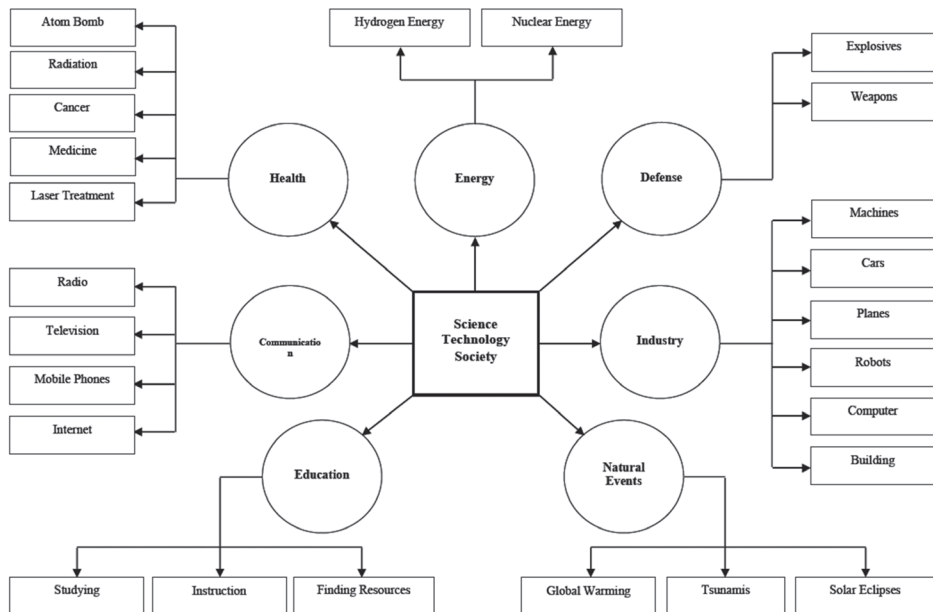 Atom Bomb
Radiation
Cancer
Medicine
Laser Treatment
Health
Hydrogen Energy
Nuclear Energy
Energy
Explosives
Weapons
Defense
Radio
Television
Mobile Phones
Internet
Communicatio
n
Science
Technology
Society
Industry
Machines
Cars
Planes
Robots
Computer
Building
Education
Studying
Instruction
Finding Resources
Natural
Events
Global Warming
Tsunamis
Solar Eclipses